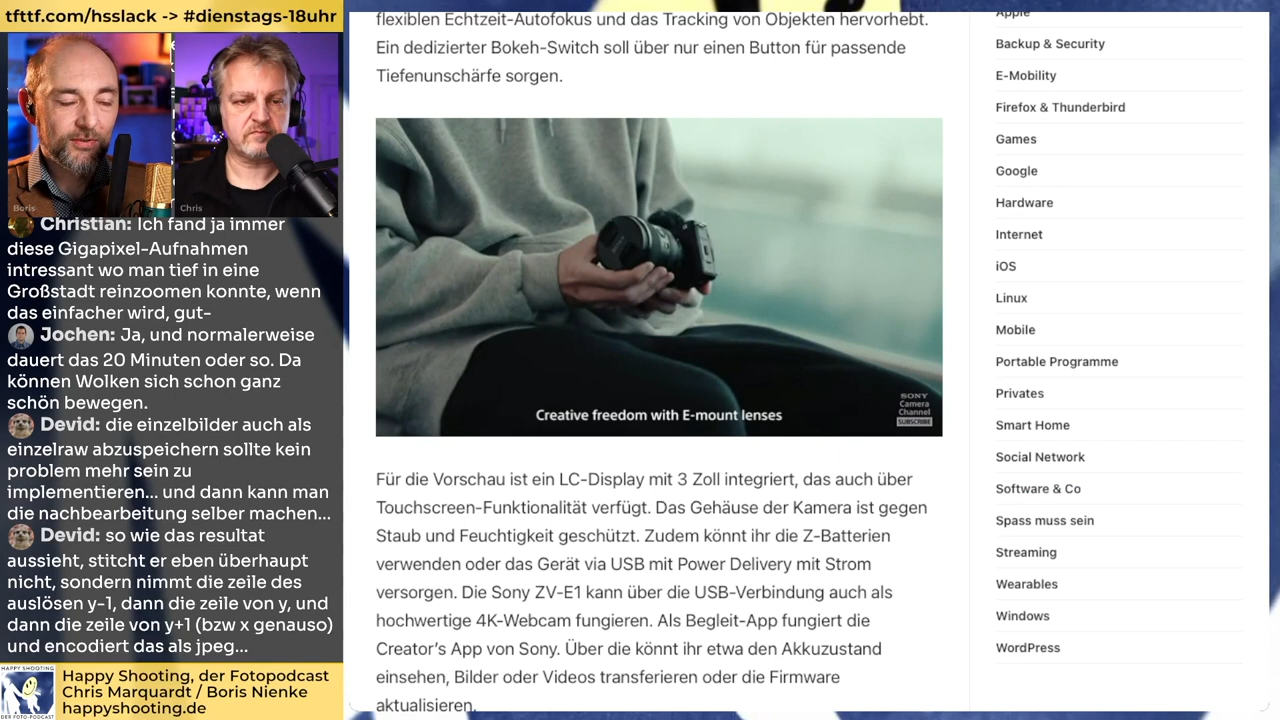 tfttf.com/hsslack -> #dienstags-18uhr
Boris
Chris
Christian: Ich fand ja immer
diese Gigapixel-Aufnahmen
intressant wo man tief in eine
Großstadt reinzoomen konnte, wenn
das einfacher wird, gut-
Jochen: Ja, und normalerweise
dauert das 20 Minuten oder so. Da
können Wolken sich schon ganz
schön bewegen.
Devid: die einzelbilder auch als
einzelraw abzuspeichern sollte kein
problem mehr sein zu
implementieren... und dann kann man
die nachbearbeitung selber machen...
Devid: so wie das resultat
aussieht, stitcht er eben überhaupt
nicht, sondern nimmt die zeile des
auslösen y-1, dann die zeile von y, und
dann die zeile von y+1 (bzw x genauso)
und encodiert das als jpeg...
HAPPY SHOOTING
DER FOTO-PODCAST
Happy Shooting, der Fotopodcast
Chris Marquardt / Boris Nienke
happyshooting.de
flexiblen Echtzeit-Autofokus und das Tracking von Objekten hervorhebt.
Ein dedizierter Bokeh-Switch soll über nur einen Button für passende
Tiefenunschärfe sorgen.
Creative freedom with E-mount lenses
SONY
Camera
Channel
SUBSCRIBE
Für die Vorschau ist ein LC-Display mit 3 Zoll integriert, das auch über
Touchscreen-Funktionalität verfügt. Das Gehäuse der Kamera ist gegen
Staub und Feuchtigkeit geschützt. Zudem könnt ihr die Z-Batterien
verwenden oder das Gerät via USB mit Power Delivery mit Strom
versorgen. Die Sony ZV-E1 kann über die USB-Verbindung auch als
hochwertige 4K-Webcam fungieren. Als Begleit-App fungiert die
Creator's App von Sony. Über die könnt ihr etwa den Akkuzustand
einsehen, Bilder oder Videos transferieren oder die Firmware
aktualisieren.
Apple
Backup & Security
E-Mobility
Firefox & Thunderbird
Games
Google
Hardware
Internet
iOS
Linux
Mobile
Portable Programme
Privates
Smart Home
Social Network
Software & Co
Spass muss sein
Streaming
Wearables
Windows
WordPress